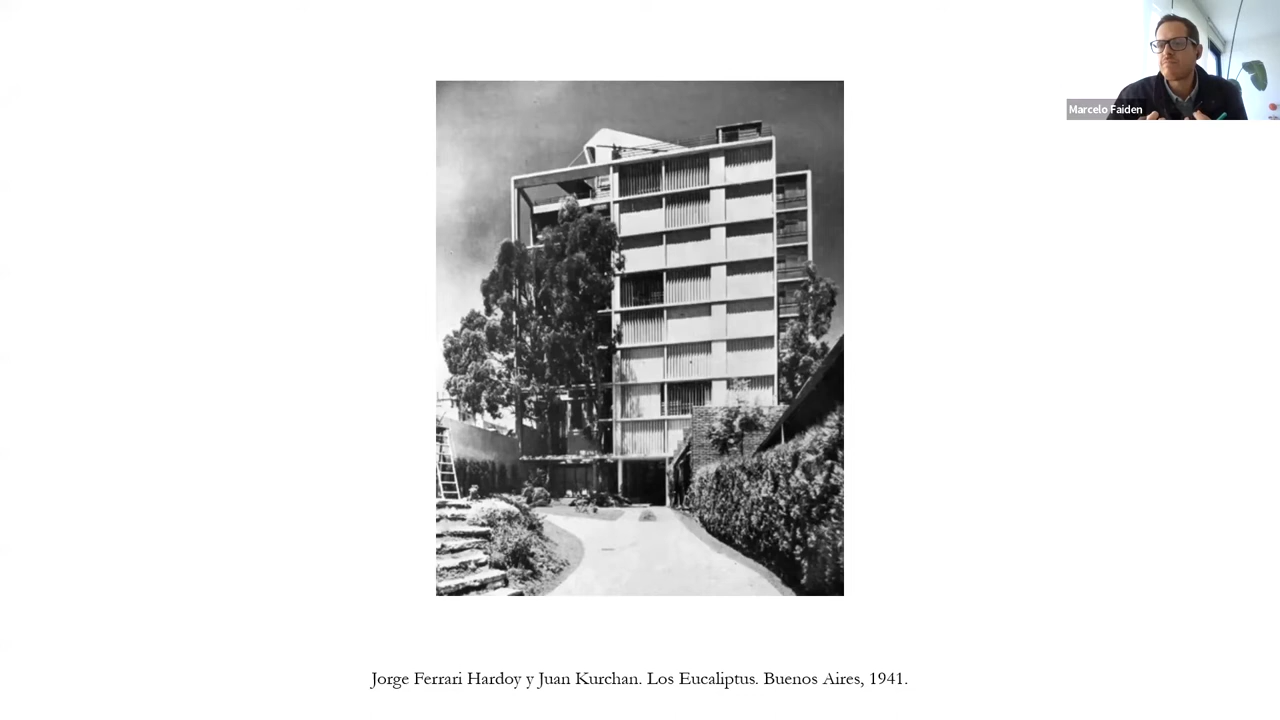 Marcelo Faiden
Jorge Ferrari Hardoy y Juan Kurchan. Los Eucaliptus. Buenos Aires, 1941.